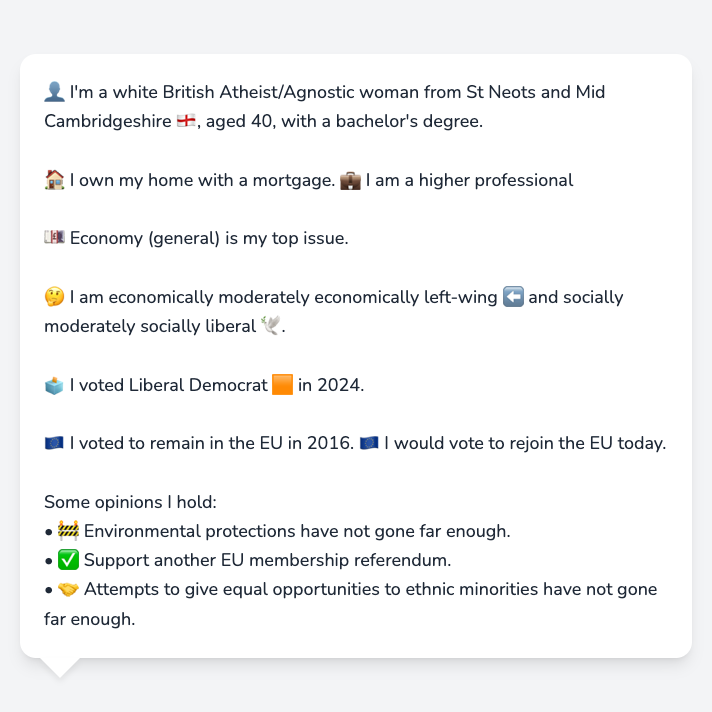 👤 I'm a white British Atheist/Agnostic woman from St Neots and Mid
Cambridgeshire 🏴󠁧󠁢󠁥󠁮󠁧󠁿, aged 40, with a bachelor's degree.
🏠 I own my home with a mortgage. 💼 I am a higher professional
💷 Economy (general) is my top issue.
🤔 I am economically moderately economically left-wing ⬅️ and socially
moderately socially liberal 🕊️.
🗳️ I voted Liberal Democrat 🟧 in 2024.
🇪🇺 I voted to remain in the EU in 2016. 🇪🇺 I would vote to rejoin the EU today.
Some opinions I hold:
• 🚧 Environmental protections have not gone far enough.
• ✅ Support another EU membership referendum.
• 🤝 Attempts to give equal opportunities to ethnic minorities have not gone
far enough.